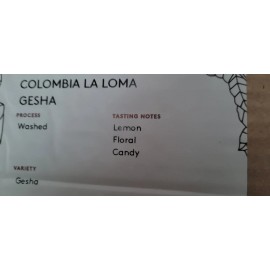 COLOMBIA LA LOMA
GESHA
PROCESS
Washed
TASTING NOTES
Lemon
Floral
Candy
VARIETY
Gesha